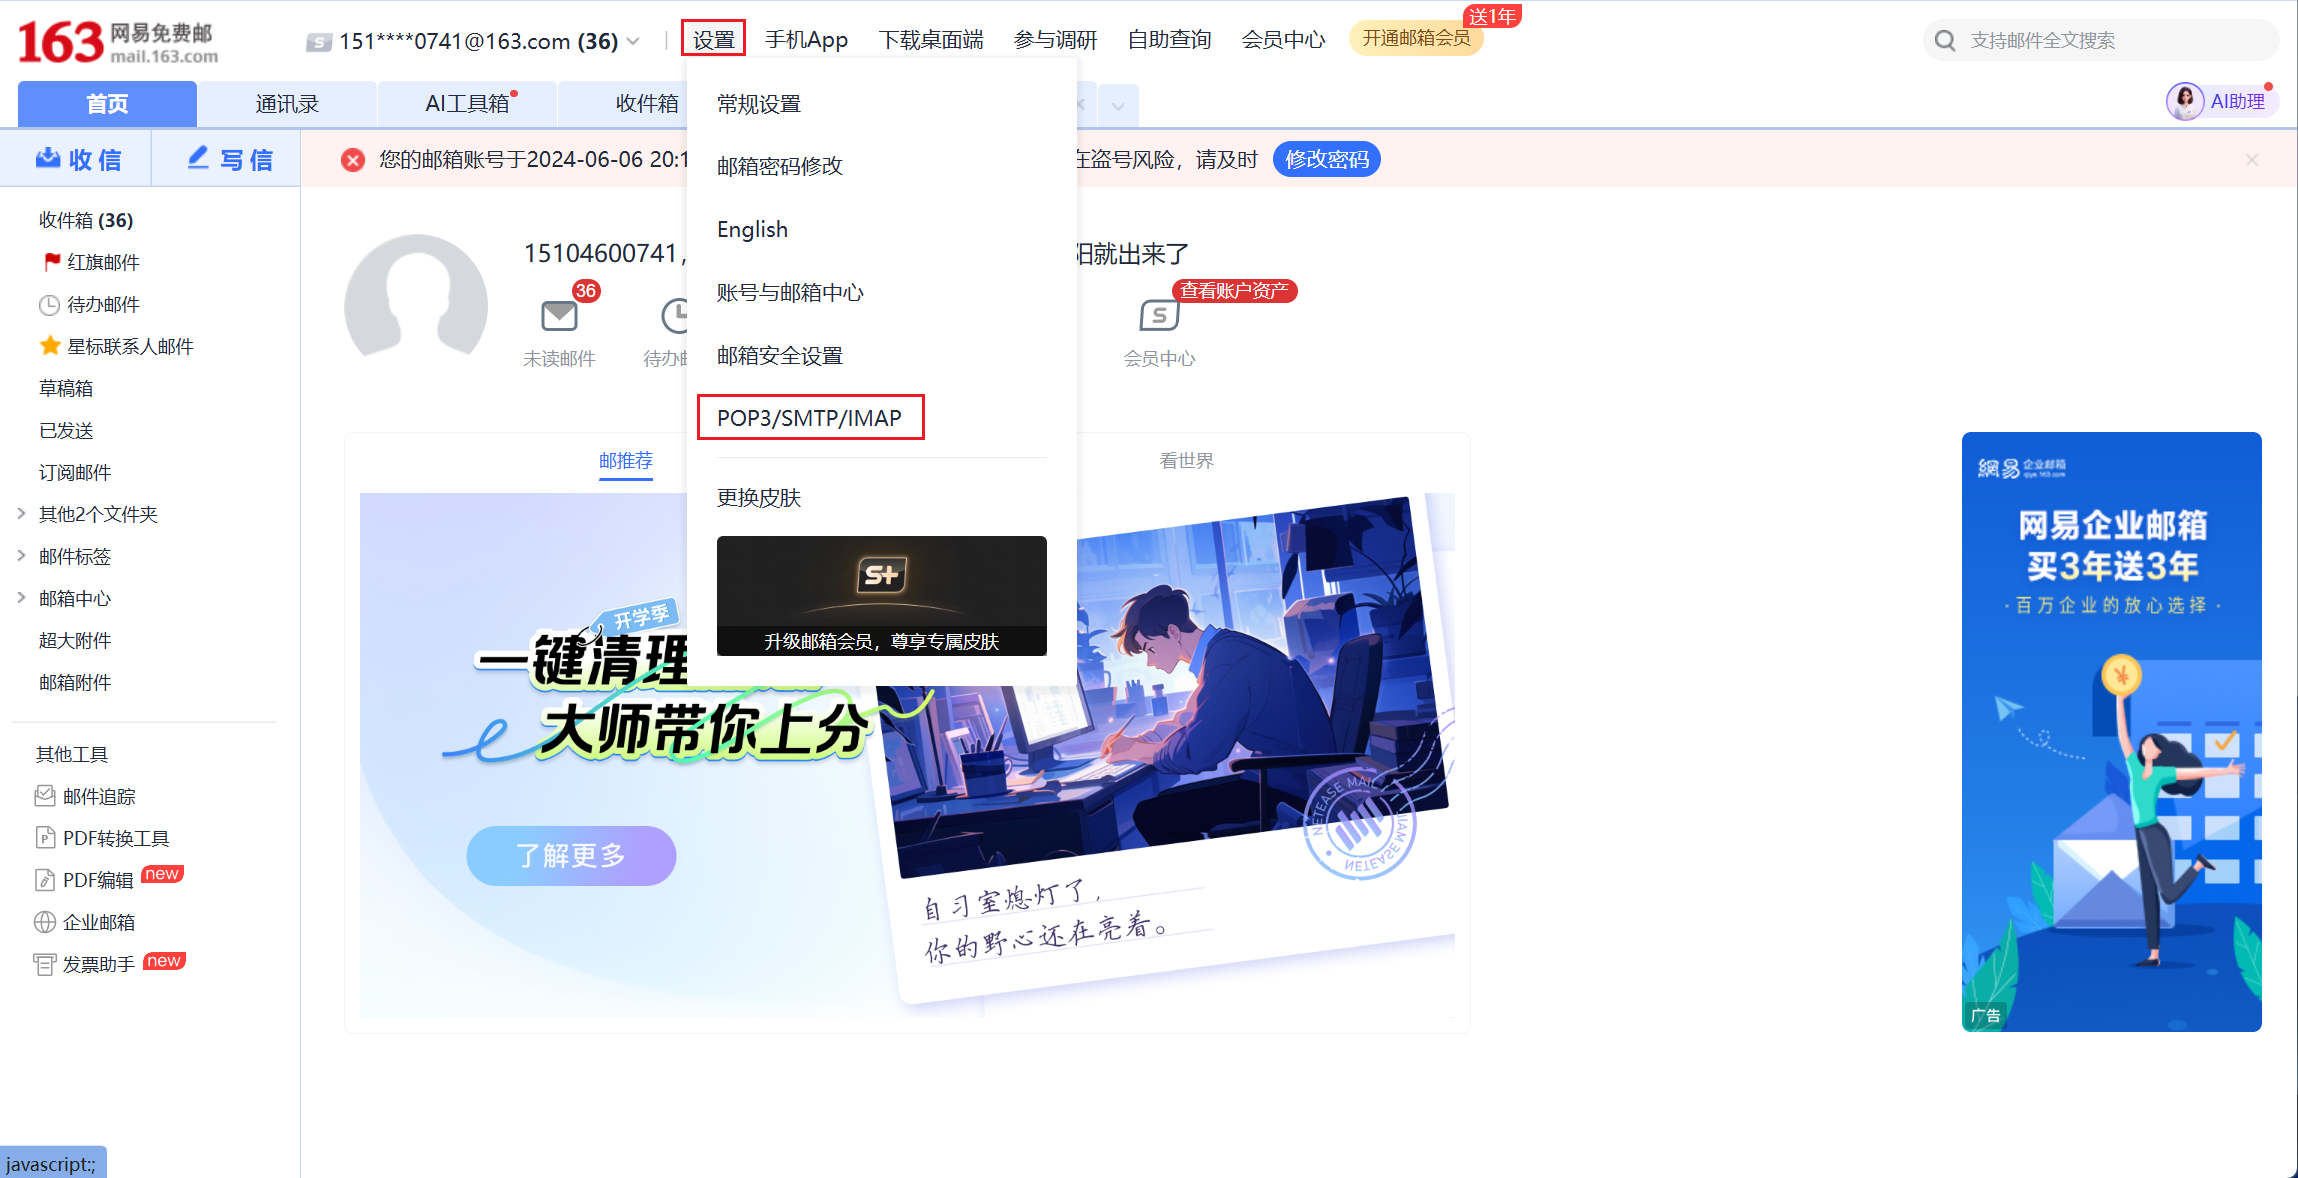 163 网易免费邮
mail.163.com
151****0741@163.com (36)
设置
手机App
下载桌面端
参与调研
自助查询
会员中心
开通邮箱会员
送1年
支持邮件全文搜索
首页
通讯录
AI工具箱
收件箱
AI助理
收信
写信
您的邮箱账号于2024-06-06 20:1
在盗号风险，请及时
修改密码
常规设置
邮箱密码修改
English
账号与邮箱中心
邮箱安全设置
POP3/SMTP/IMAP
更换皮肤
S+
升级邮箱会员，尊享专属皮肤
收件箱 (36)
红旗邮件
待办邮件
星标联系人邮件
草稿箱
已发送
订阅邮件
其他2个文件夹
邮件标签
邮箱中心
超大附件
邮箱附件
其他工具
邮件追踪
PDF转换工具
PDF编辑 new
企业邮箱
发票助手 new
15104600741,
阳就出来了
36
未读邮件
待办邮
查看账户资产
会员中心
邮推荐
看世界
开学季
一键清理
大师带你上分
了解更多
NETEASE MAIL
NETEASE MAIL
自习室熄灯了，
你的野心还在亮着。
網易 企业邮箱
qiye.163.com
网易企业邮箱
买3年送3年
·百万企业的放心选择·
广告
javascript:;